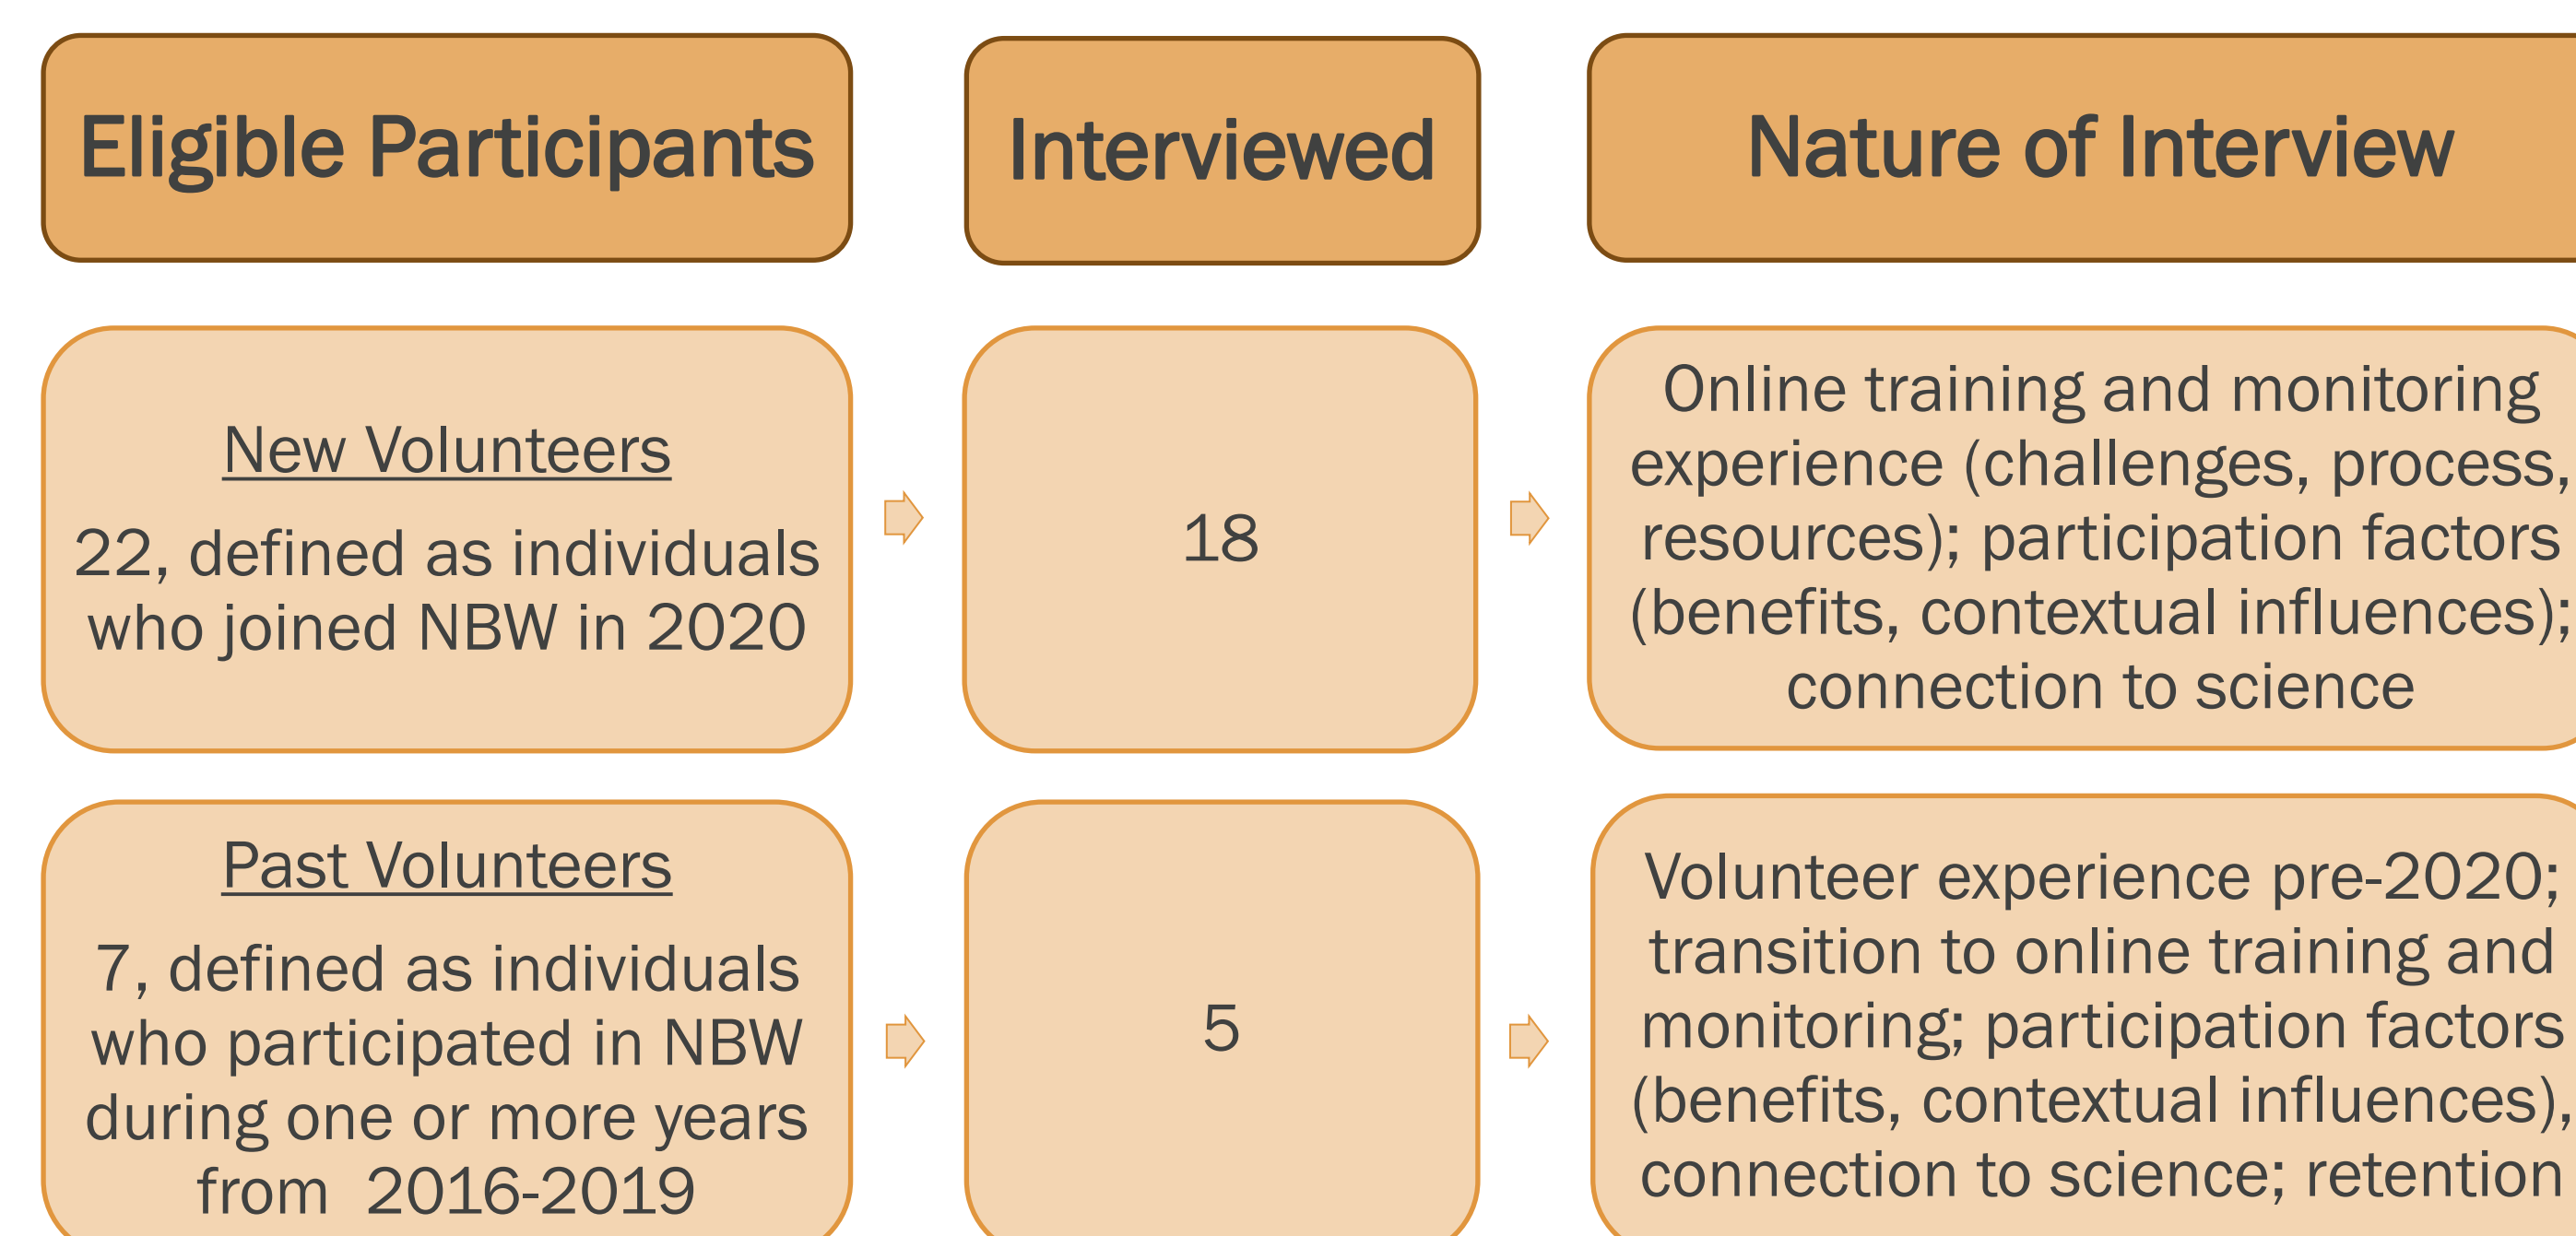 Eligible Participants
Interviewed
Nature of Interview
New Volunteers
22, defined as individuals
who joined NBW in 2020
18
Online training and monitoring
experience (challenges, process,
resources); participation factors
(benefits, contextual influences);
connection to science
Past Volunteers
7, defined as individuals
who participated in NBW
during one or more years
from  2016-2019
5
Volunteer experience pre-2020;
transition to online training and
monitoring; participation factors
(benefits, contextual influences),
connection to science; retention